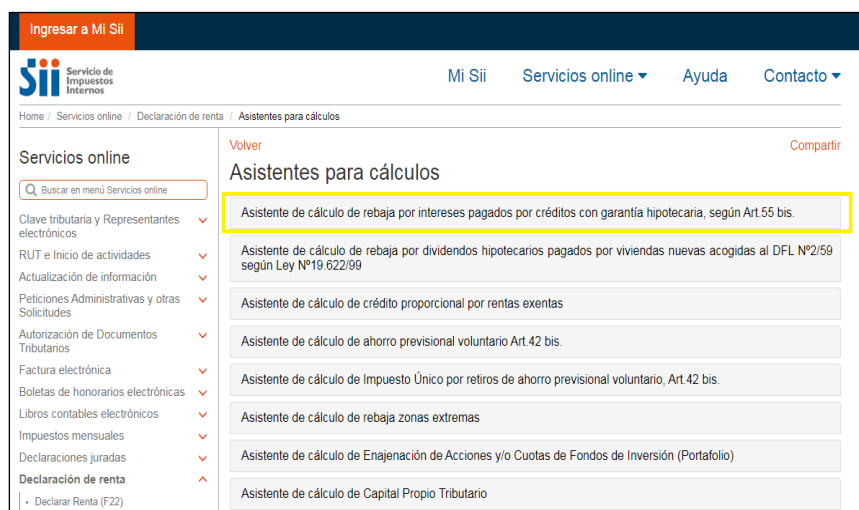 Ingresar a Mi Sii
Sii
Servicio de
Impuestos
Internos
Mi Sii
Servicios online
Ayuda
Contacto
Home / Servicios online / Declaración de renta / Asistentes para cálculos
Servicios online
Buscar en menú Servicios online
Clave tributaria y Representantes
electrónicos
RUT e Inicio de actividades
Actualización de información
Peticiones Administrativas y otras
Solicitudes
Autorización de Documentos
Tributarios
Factura electrónica
Boletas de honorarios electrónicas
Libros contables electrónicos
Impuestos mensuales
Declaraciones juradas
Declaración de renta
• Declarar Renta (F22)
Volver
Compartir
Asistentes para cálculos
Asistente de cálculo de rebaja por intereses pagados por créditos con garantía hipotecaria, según Art.55 bis.
Asistente de cálculo de rebaja por dividendos hipotecarios pagados por viviendas nuevas acogidas al DFL Nº2/59
según Ley Nº19.622/99
Asistente de cálculo de crédito proporcional por rentas exentas
Asistente de cálculo de ahorro previsional voluntario Art.42 bis.
Asistente de cálculo de Impuesto Único por retiros de ahorro previsional voluntario, Art.42 bis.
Asistente de cálculo de rebaja zonas extremas
Asistente de cálculo de Enajenación de Acciones y/o Cuotas de Fondos de Inversión (Portafolio)
Asistente de cálculo de Capital Propio Tributario